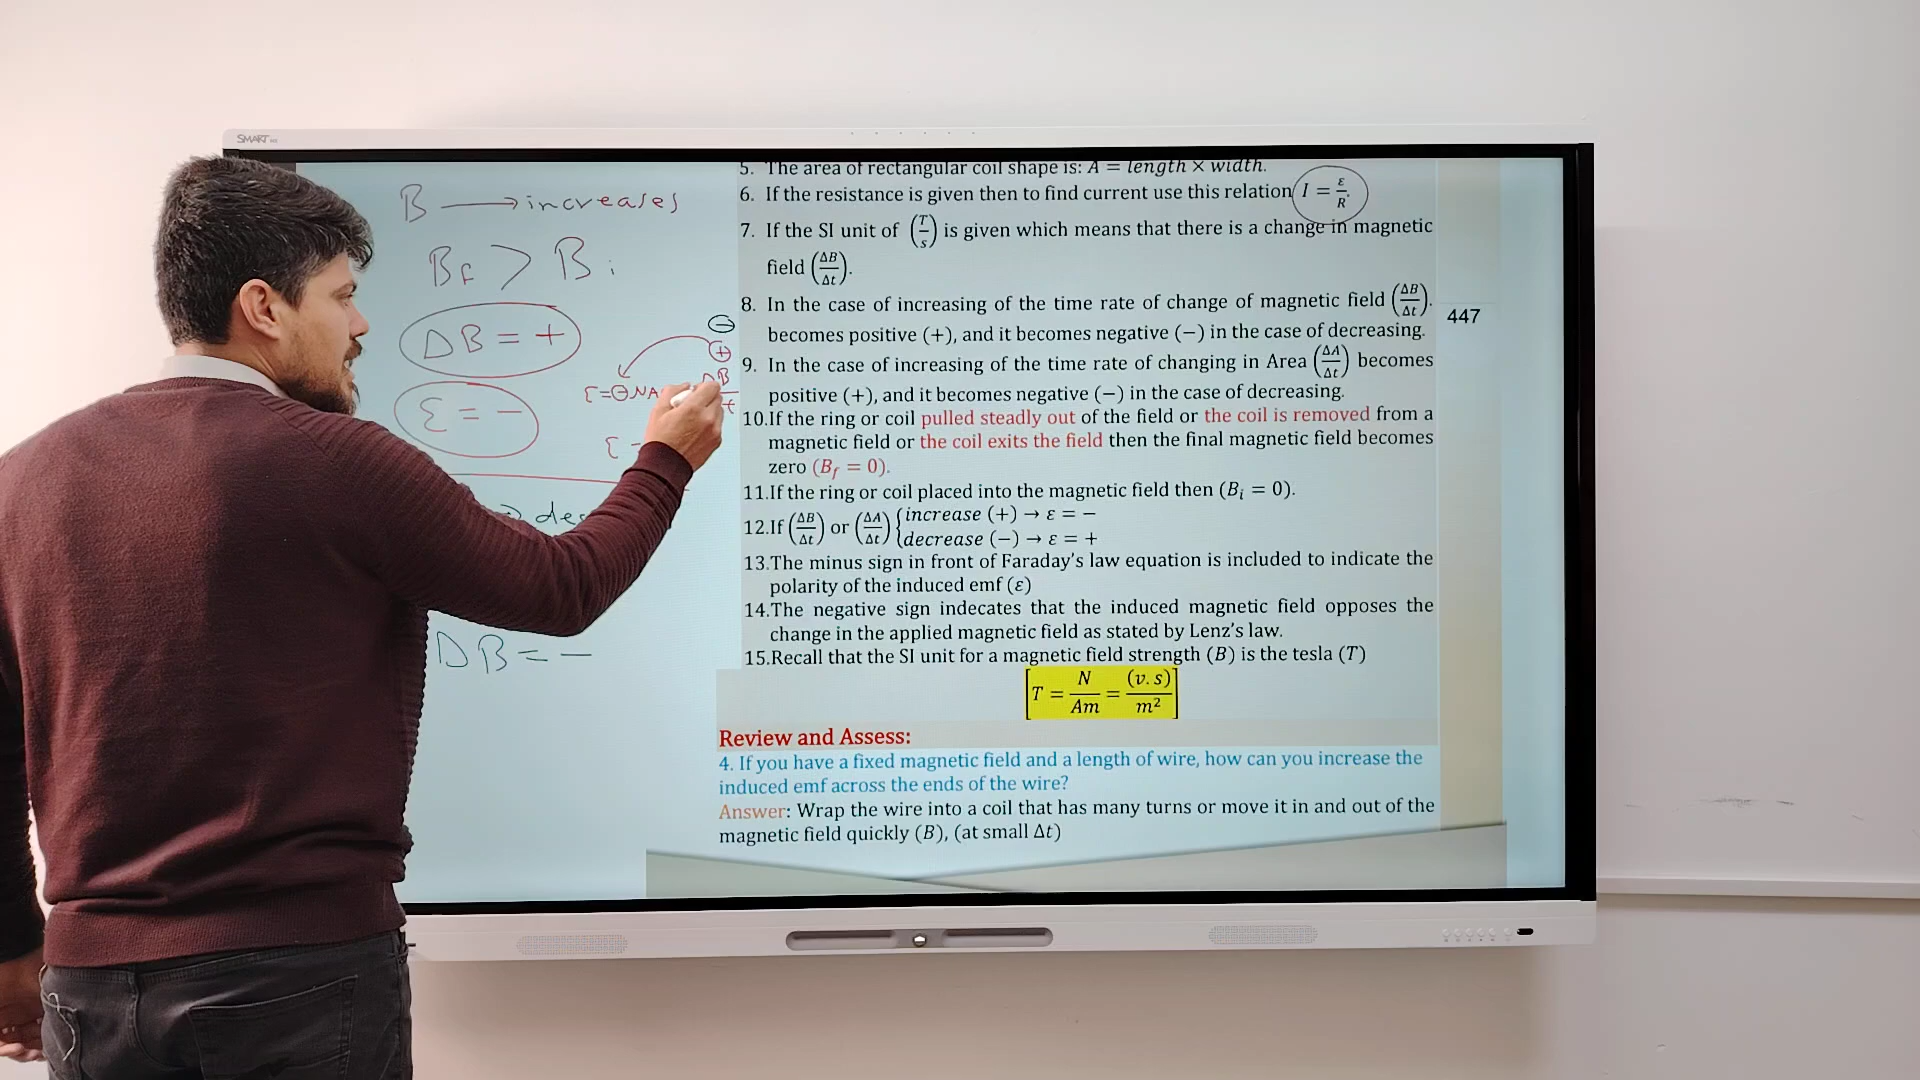 SMART
B → increases
B_f > B_i
ΔB = +
ε = -
⊖
⊕
ε = ⊖NA ΔB
t
ε -
ΔB = -
5. The area of rectangular coil shape is: A = length × width.
6. If the resistance is given then to find current use this relation I = ε/R.
7. If the SI unit of (T/s) is given which means that there is a change in magnetic
field (ΔB/Δt).
8. In the case of increasing of the time rate of change of magnetic field (ΔB/Δt).
becomes positive (+), and it becomes negative (−) in the case of decreasing.
9. In the case of increasing of the time rate of changing in Area (ΔA/Δt) becomes
positive (+), and it becomes negative (−) in the case of decreasing.
10.If the ring or coil pulled steadily out of the field or the coil is removed from a
magnetic field or the coil exits the field then the final magnetic field becomes
zero (B_f = 0).
11.If the ring or coil placed into the magnetic field then (B_i = 0).
12.If (ΔB/Δt) or (ΔA/Δt) {increase (+) → ε = −
decrease (−) → ε = +
13.The minus sign in front of Faraday's law equation is included to indicate the
polarity of the induced emf (ε)
14.The negative sign indecates that the induced magnetic field opposes the
change in the applied magnetic field as stated by Lenz's law.
15.Recall that the SI unit for a magnetic field strength (B) is the tesla (T)
[T = N/Am = (v.s)/m²]
Review and Assess:
4. If you have a fixed magnetic field and a length of wire, how can you increase the
induced emf across the ends of the wire?
Answer: Wrap the wire into a coil that has many turns or move it in and out of the
magnetic field quickly (B), (at small Δt)
447